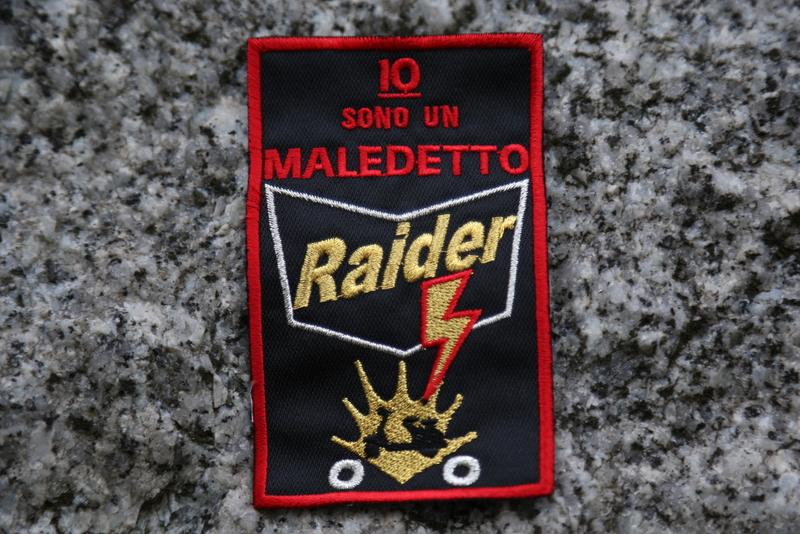 IO
SONO UN
MALEDETTO
Raider